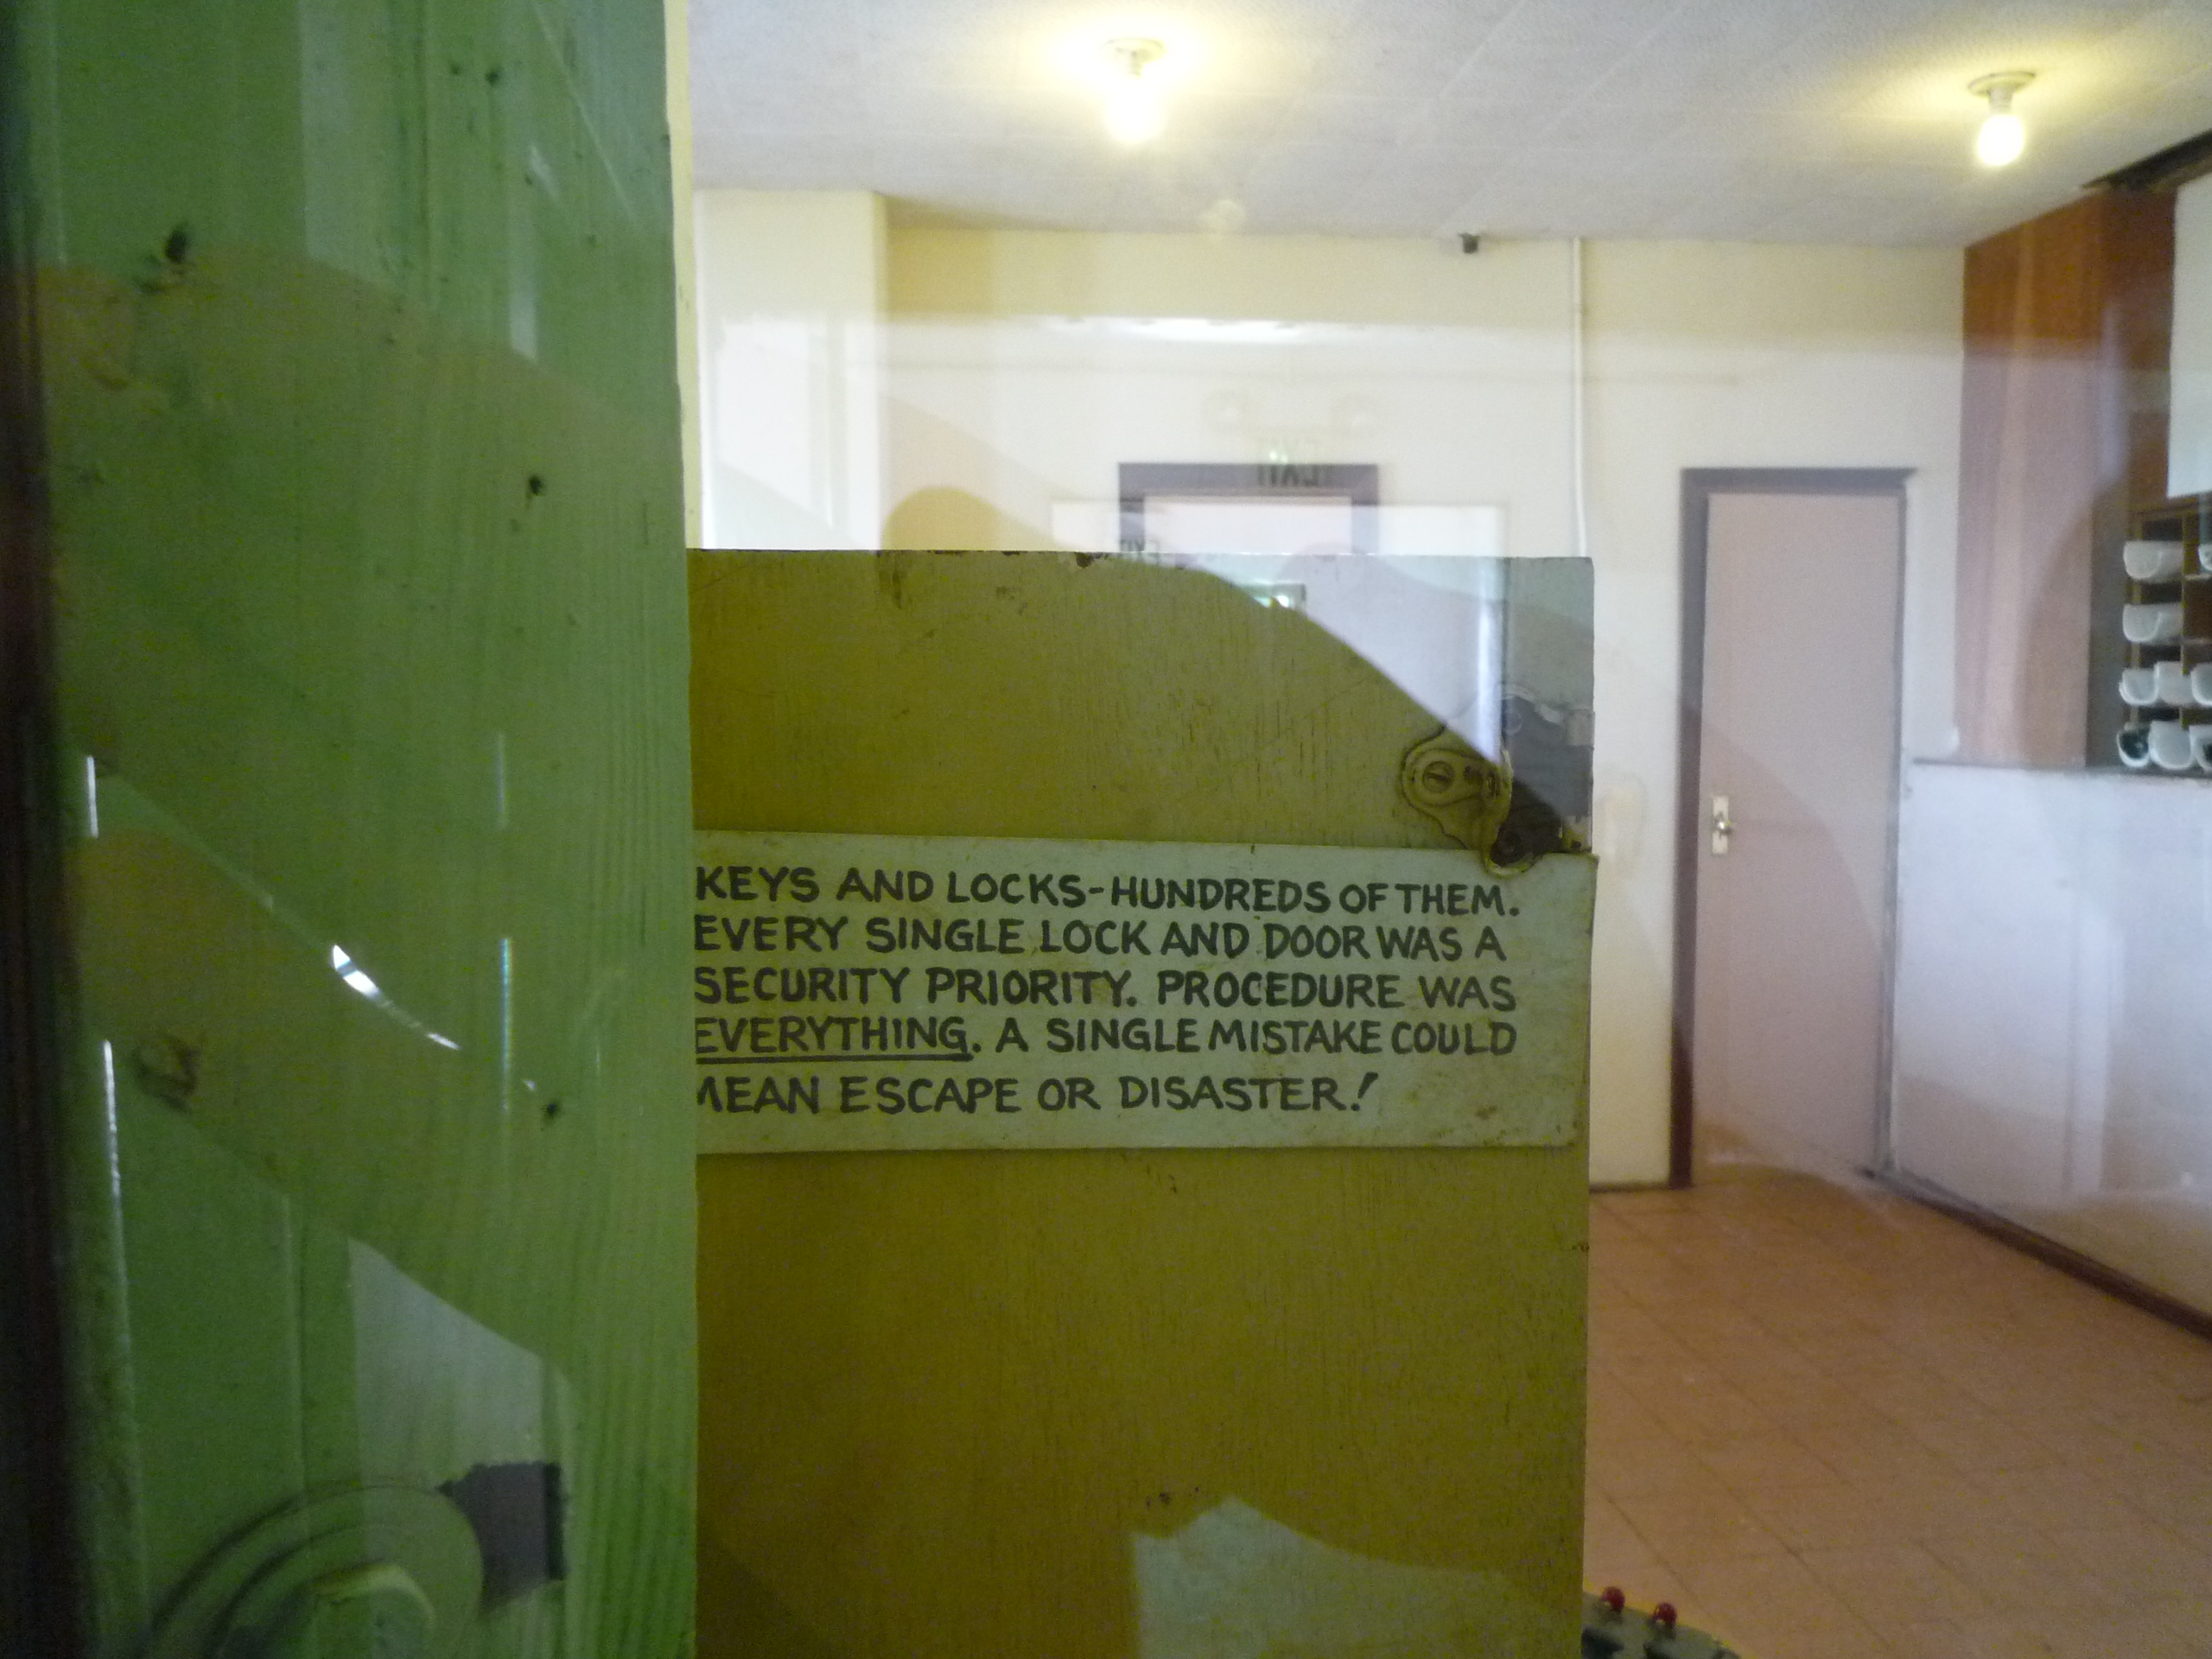 KEYS AND LOCKS-HUNDREDS OF THEM.
EVERY SINGLE LOCK AND DOOR WAS A
SECURITY PRIORITY. PROCEDURE WAS
EVERYTHING. A SINGLE MISTAKE COULD
MEAN ESCAPE OR DISASTER!
EXIT